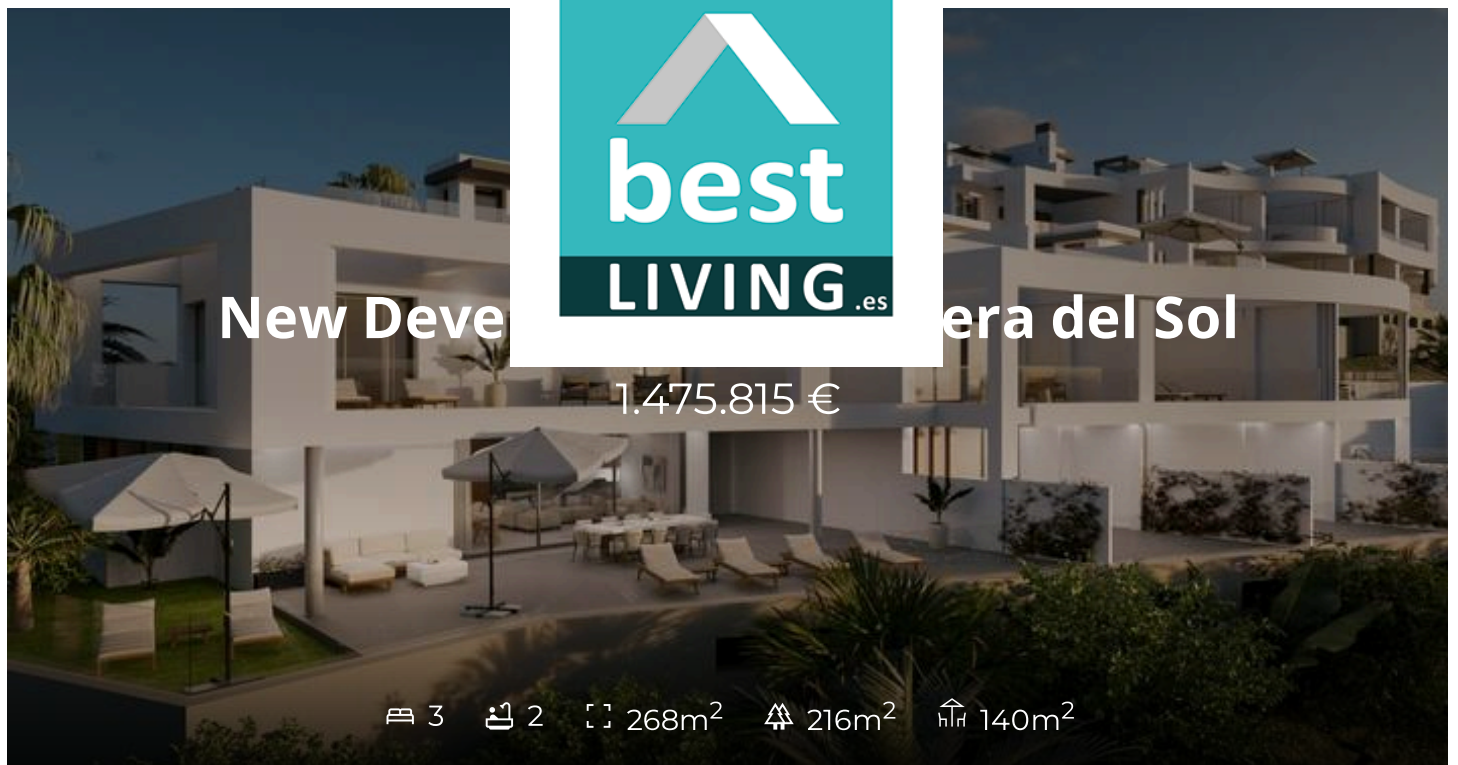 best
LIVING.es
New Deve era del Sol
1.475.815 €
3 2 268m² 216m² 140m²